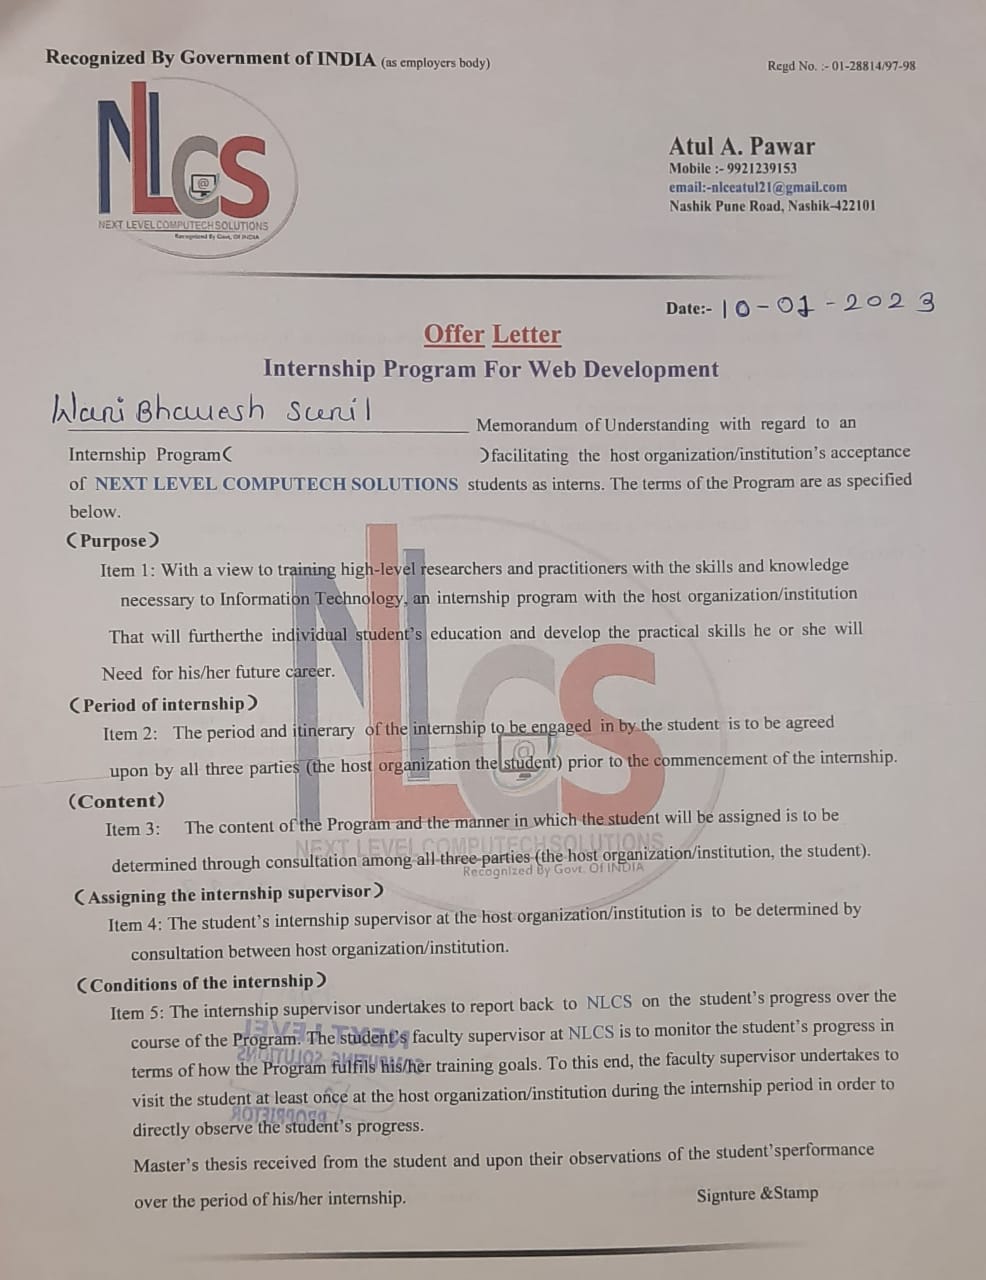 Recognized By Government of INDIA (as employers body)
Regd No. :- 01-28814/97-98
NLCS
@
NEXT LEVEL COMPUTECH SOLUTIONS
Recognized By Govt. Of INDIA
Atul A. Pawar
Mobile :- 9921239153
email:-nlceatul21@gmail.com
Nashik Pune Road, Nashik-422101
Date:- 10-01-2023
Offer Letter
Internship Program For Web Development
Wani Bhavesh Sunil Memorandum of Understanding with regard to an
Internship Program( )facilitating the host organization/institution's acceptance
of NEXT LEVEL COMPUTECH SOLUTIONS students as interns. The terms of the Program are as specified
below.
(Purpose)
Item 1: With a view to training high-level researchers and practitioners with the skills and knowledge
necessary to Information Technology, an internship program with the host organization/institution
That will furtherthe individual student's education and develop the practical skills he or she will
Need for his/her future career.
(Period of internship)
Item 2: The period and itinerary of the internship to be engaged in by the student is to be agreed
upon by all three parties (the host organization the student) prior to the commencement of the internship.
(Content)
Item 3: The content of the Program and the manner in which the student will be assigned is to be
determined through consultation among all three parties (the host organization/institution, the student).
(Assigning the internship supervisor)
Item 4: The student's internship supervisor at the host organization/institution is to be determined by
consultation between host organization/institution.
(Conditions of the internship)
Item 5: The internship supervisor undertakes to report back to NLCS on the student's progress over the
course of the Program. The student's faculty supervisor at NLCS is to monitor the student's progress in
terms of how the Program fulfils his/her training goals. To this end, the faculty supervisor undertakes to
visit the student at least once at the host organization/institution during the internship period in order to
directly observe the student's progress.
Master's thesis received from the student and upon their observations of the student'sperformance
over the period of his/her internship.
Signture &Stamp
NLCS
@
NEXT LEVEL COMPUTECH SOLUTIONS
Recognized By Govt. Of INDIA
NEXT LEVEL
SOLUTIONS
PROPRIETOR